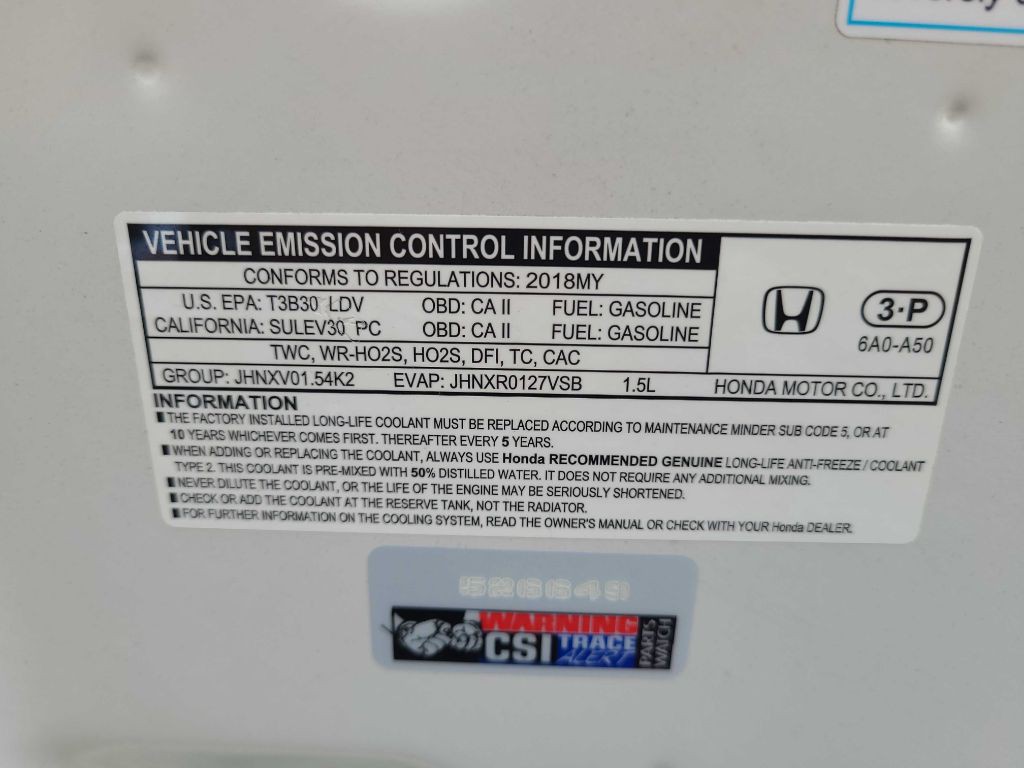 VEHICLE EMISSION CONTROL INFORMATION
CONFORMS TO REGULATIONS: 2018MY
U.S. EPA: T3B30 LDV OBD: CA II FUEL: GASOLINE
CALIFORNIA: SULEV30 PC OBD: CA II FUEL: GASOLINE
TWC, WR-HO2S, HO2S, DFI, TC, CAC
GROUP: JHNXV01.54K2 EVAP: JHNXR0127VSB 1.5L
3·P
6A0-A50
HONDA MOTOR CO., LTD.
INFORMATION
THE FACTORY INSTALLED LONG-LIFE COOLANT MUST BE REPLACED ACCORDING TO MAINTENANCE MINDER SUB CODE 5, OR AT
10 YEARS WHICHEVER COMES FIRST. THEREAFTER EVERY 5 YEARS.
WHEN ADDING OR REPLACING THE COOLANT, ALWAYS USE Honda RECOMMENDED GENUINE LONG-LIFE ANTI-FREEZE / COOLANT
TYPE 2. THIS COOLANT IS PRE-MIXED WITH 50% DISTILLED WATER. IT DOES NOT REQUIRE ANY ADDITIONAL MIXING.
NEVER DILUTE THE COOLANT, OR THE LIFE OF THE ENGINE MAY BE SERIOUSLY SHORTENED.
CHECK OR ADD THE COOLANT AT THE RESERVE TANK, NOT THE RADIATOR.
FOR FURTHER INFORMATION ON THE COOLING SYSTEM, READ THE OWNER'S MANUAL OR CHECK WITH YOUR Honda DEALER.
526649
WARNING
CSI TRACE
ALERT
PARTS
WATCH